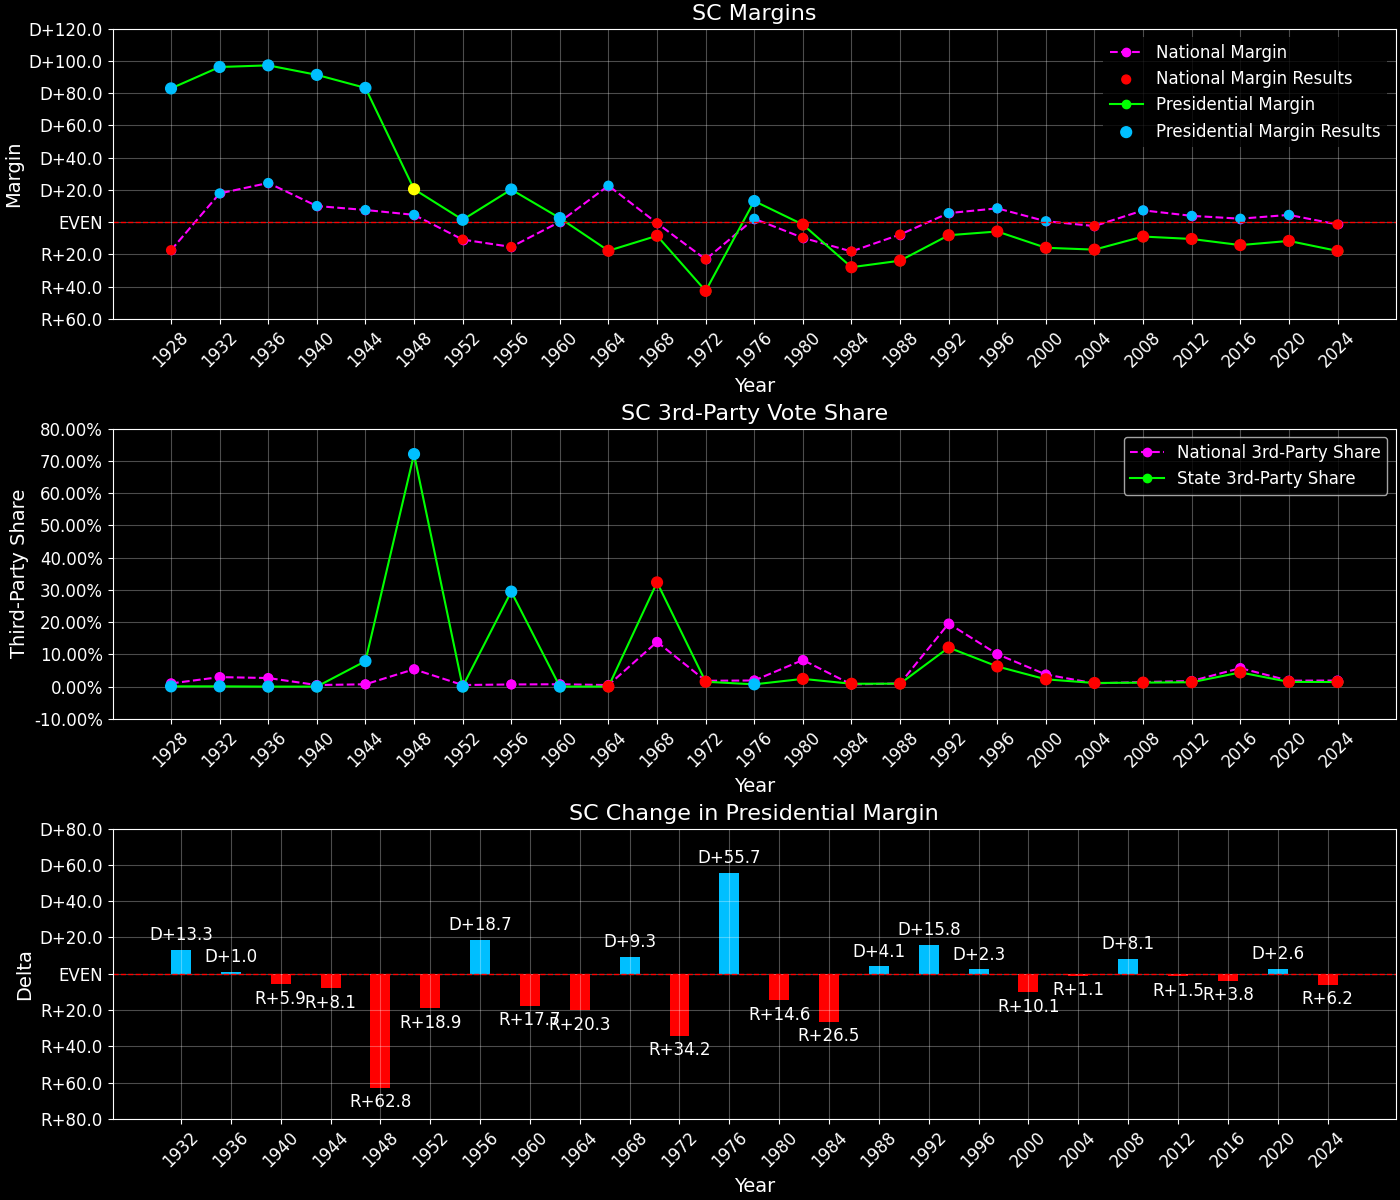 SC Margins
D+120.0
D+100.0
D+80.0
D+60.0
D+40.0
D+20.0
EVEN
R+20.0
R+40.0
R+60.0
Margin
National Margin
National Margin Results
Presidential Margin
Presidential Margin Results
1928 1932 1936 1940 1944 1948 1952 1956 1960 1964 1968 1972 1976 1980 1984 1988 1992 1996 2000 2004 2008 2012 2016 2020 2024
Year
SC 3rd-Party Vote Share
80.00%
70.00%
60.00%
50.00%
40.00%
30.00%
20.00%
10.00%
0.00%
-10.00%
Third-Party Share
National 3rd-Party Share
State 3rd-Party Share
1928 1932 1936 1940 1944 1948 1952 1956 1960 1964 1968 1972 1976 1980 1984 1988 1992 1996 2000 2004 2008 2012 2016 2020 2024
Year
SC Change in Presidential Margin
D+80.0
D+60.0
D+40.0
D+20.0
EVEN
R+20.0
R+40.0
R+60.0
R+80.0
Delta
D+13.3
D+1.0
R+5.9
R+8.1
R+62.8
R+18.9
D+18.7
R+17.7
R+20.3
D+9.3
R+34.2
D+55.7
R+14.6
R+26.5
D+4.1
D+15.8
D+2.3
R+10.1
R+1.1
D+8.1
R+1.5
R+3.8
D+2.6
R+6.2
1932 1936 1940 1944 1948 1952 1956 1960 1964 1968 1972 1976 1980 1984 1988 1992 1996 2000 2004 2008 2012 2016 2020 2024
Year